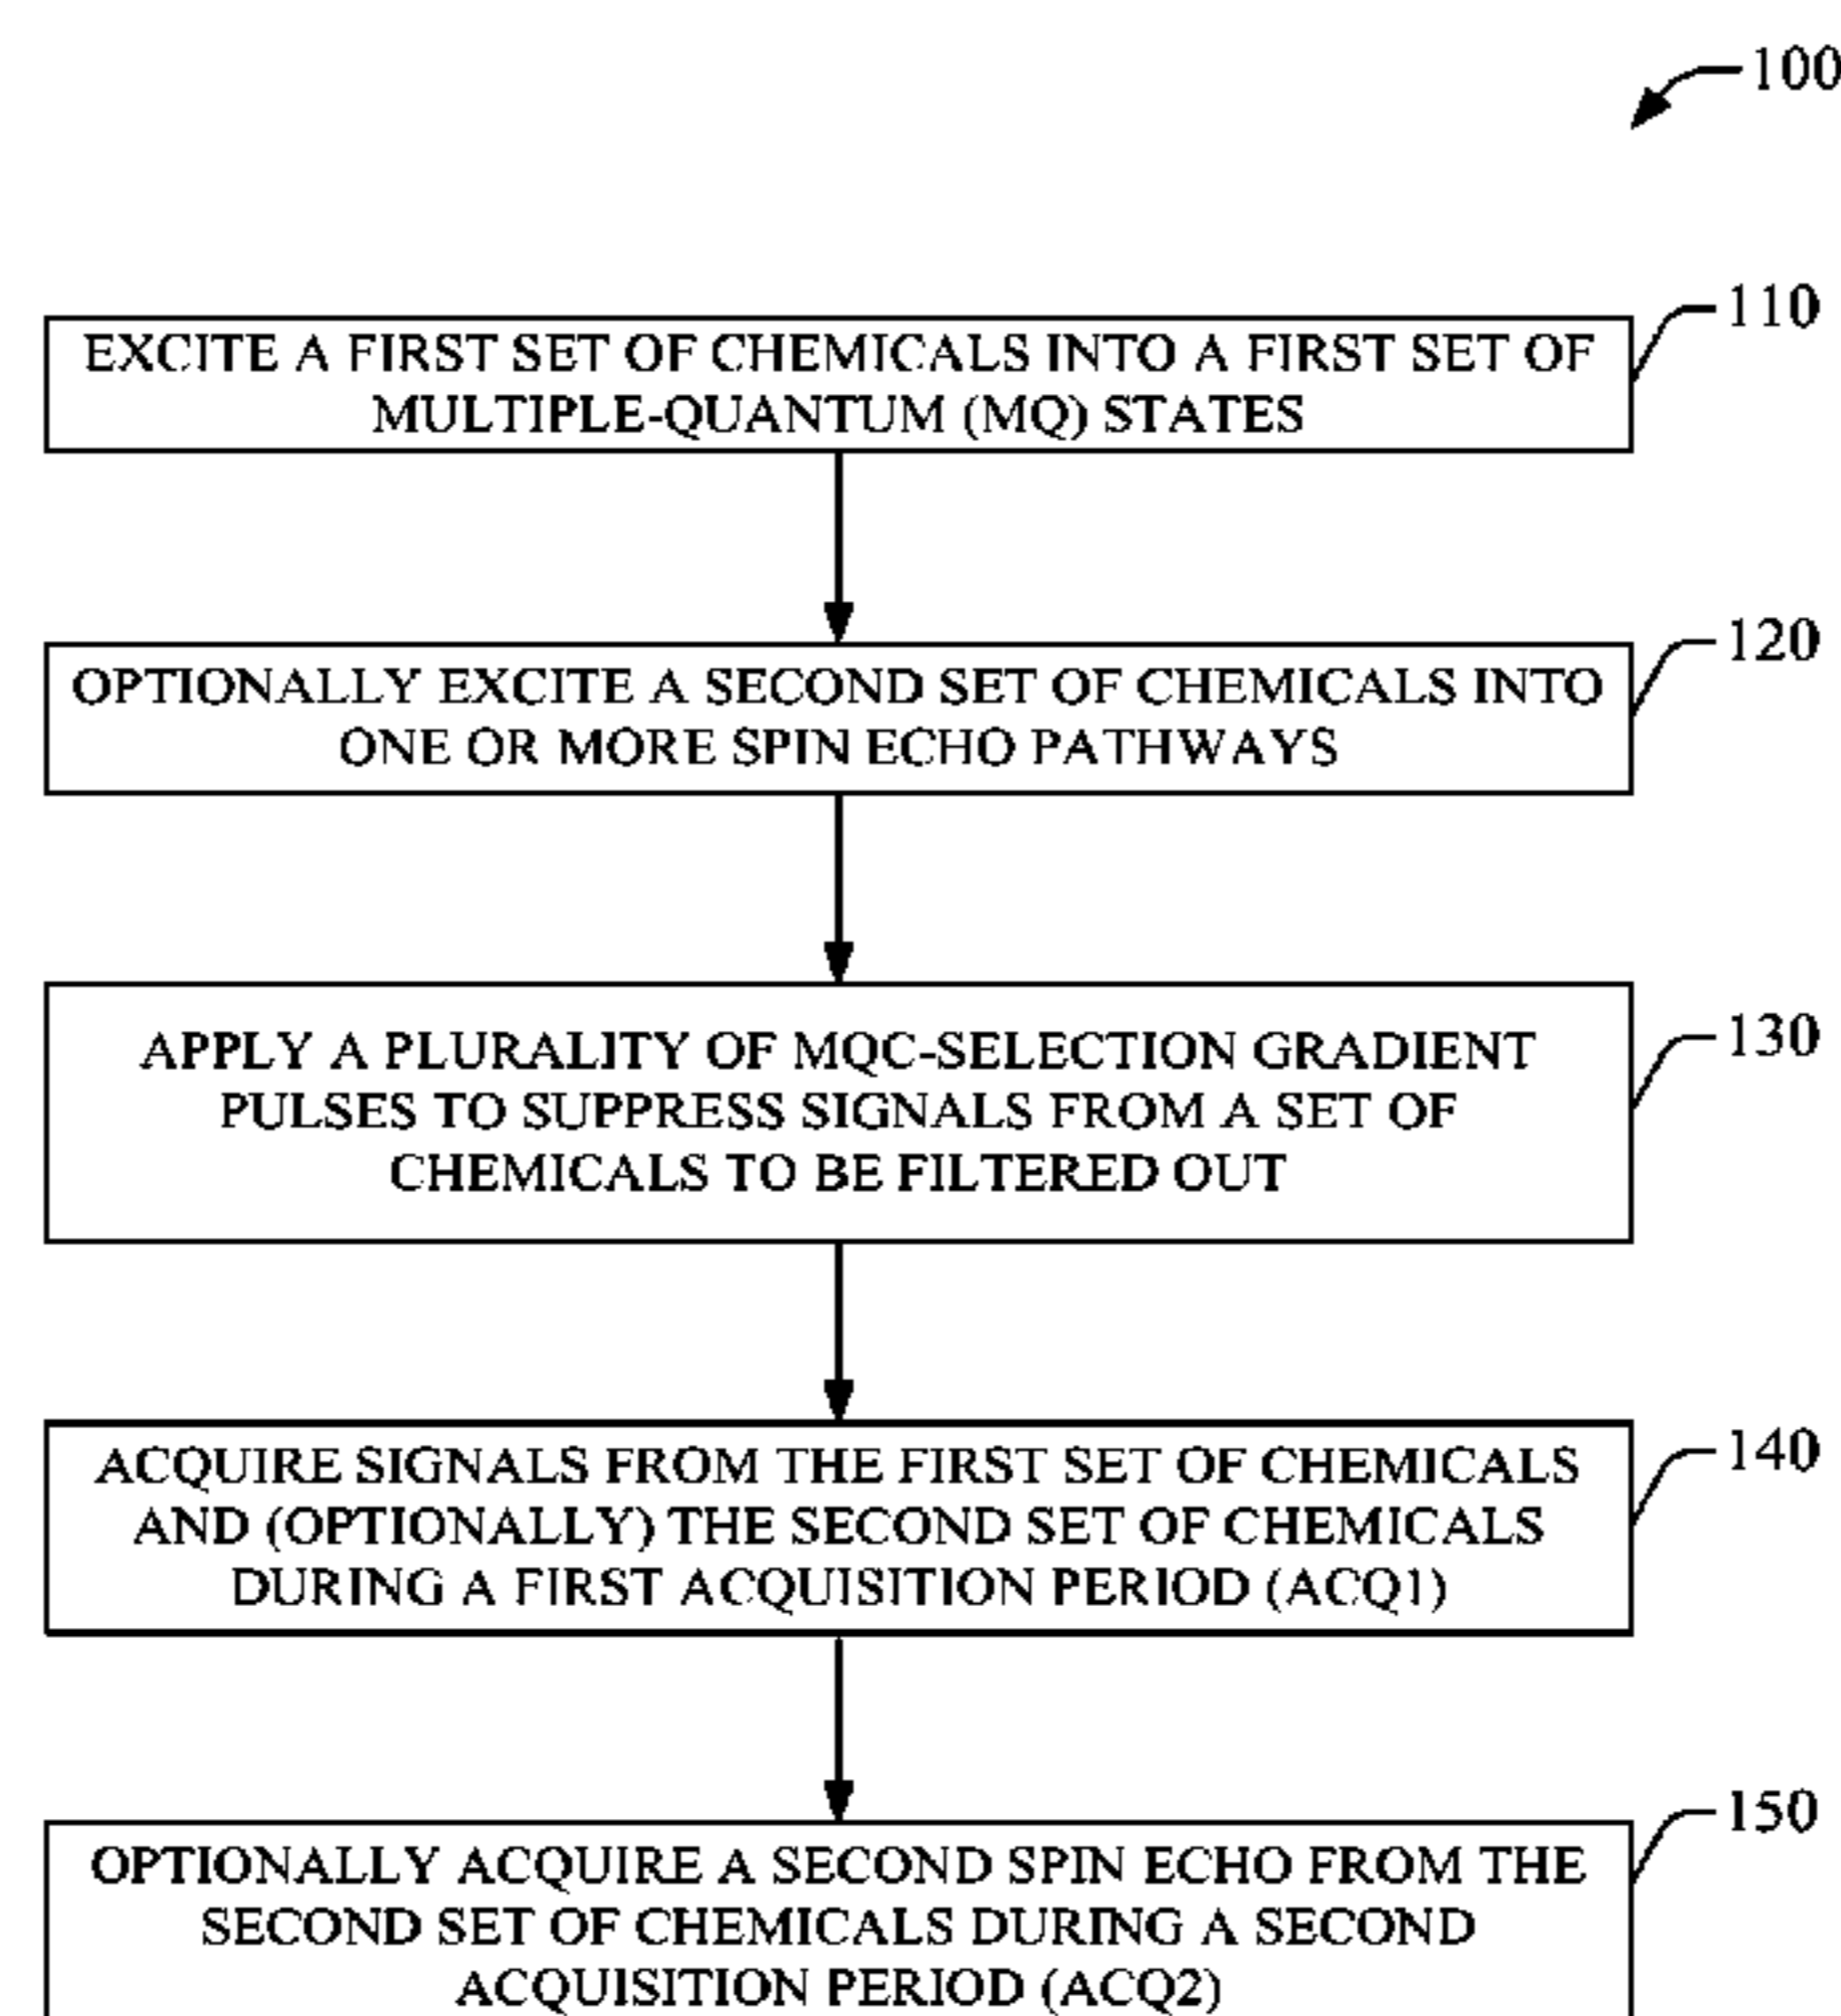 100
110
EXCITE A FIRST SET OF CHEMICALS INTO A FIRST SET OF
MULTIPLE-QUANTUM (MQ) STATES
120
OPTIONALLY EXCITE A SECOND SET OF CHEMICALS INTO
ONE OR MORE SPIN ECHO PATHWAYS
130
APPLY A PLURALITY OF MQC-SELECTION GRADIENT
PULSES TO SUPPRESS SIGNALS FROM A SET OF
CHEMICALS TO BE FILTERED OUT
140
ACQUIRE SIGNALS FROM THE FIRST SET OF CHEMICALS
AND (OPTIONALLY) THE SECOND SET OF CHEMICALS
DURING A FIRST ACQUISITION PERIOD (ACQ1)
150
OPTIONALLY ACQUIRE A SECOND SPIN ECHO FROM THE
SECOND SET OF CHEMICALS DURING A SECOND
ACQUISITION PERIOD (ACQ2)